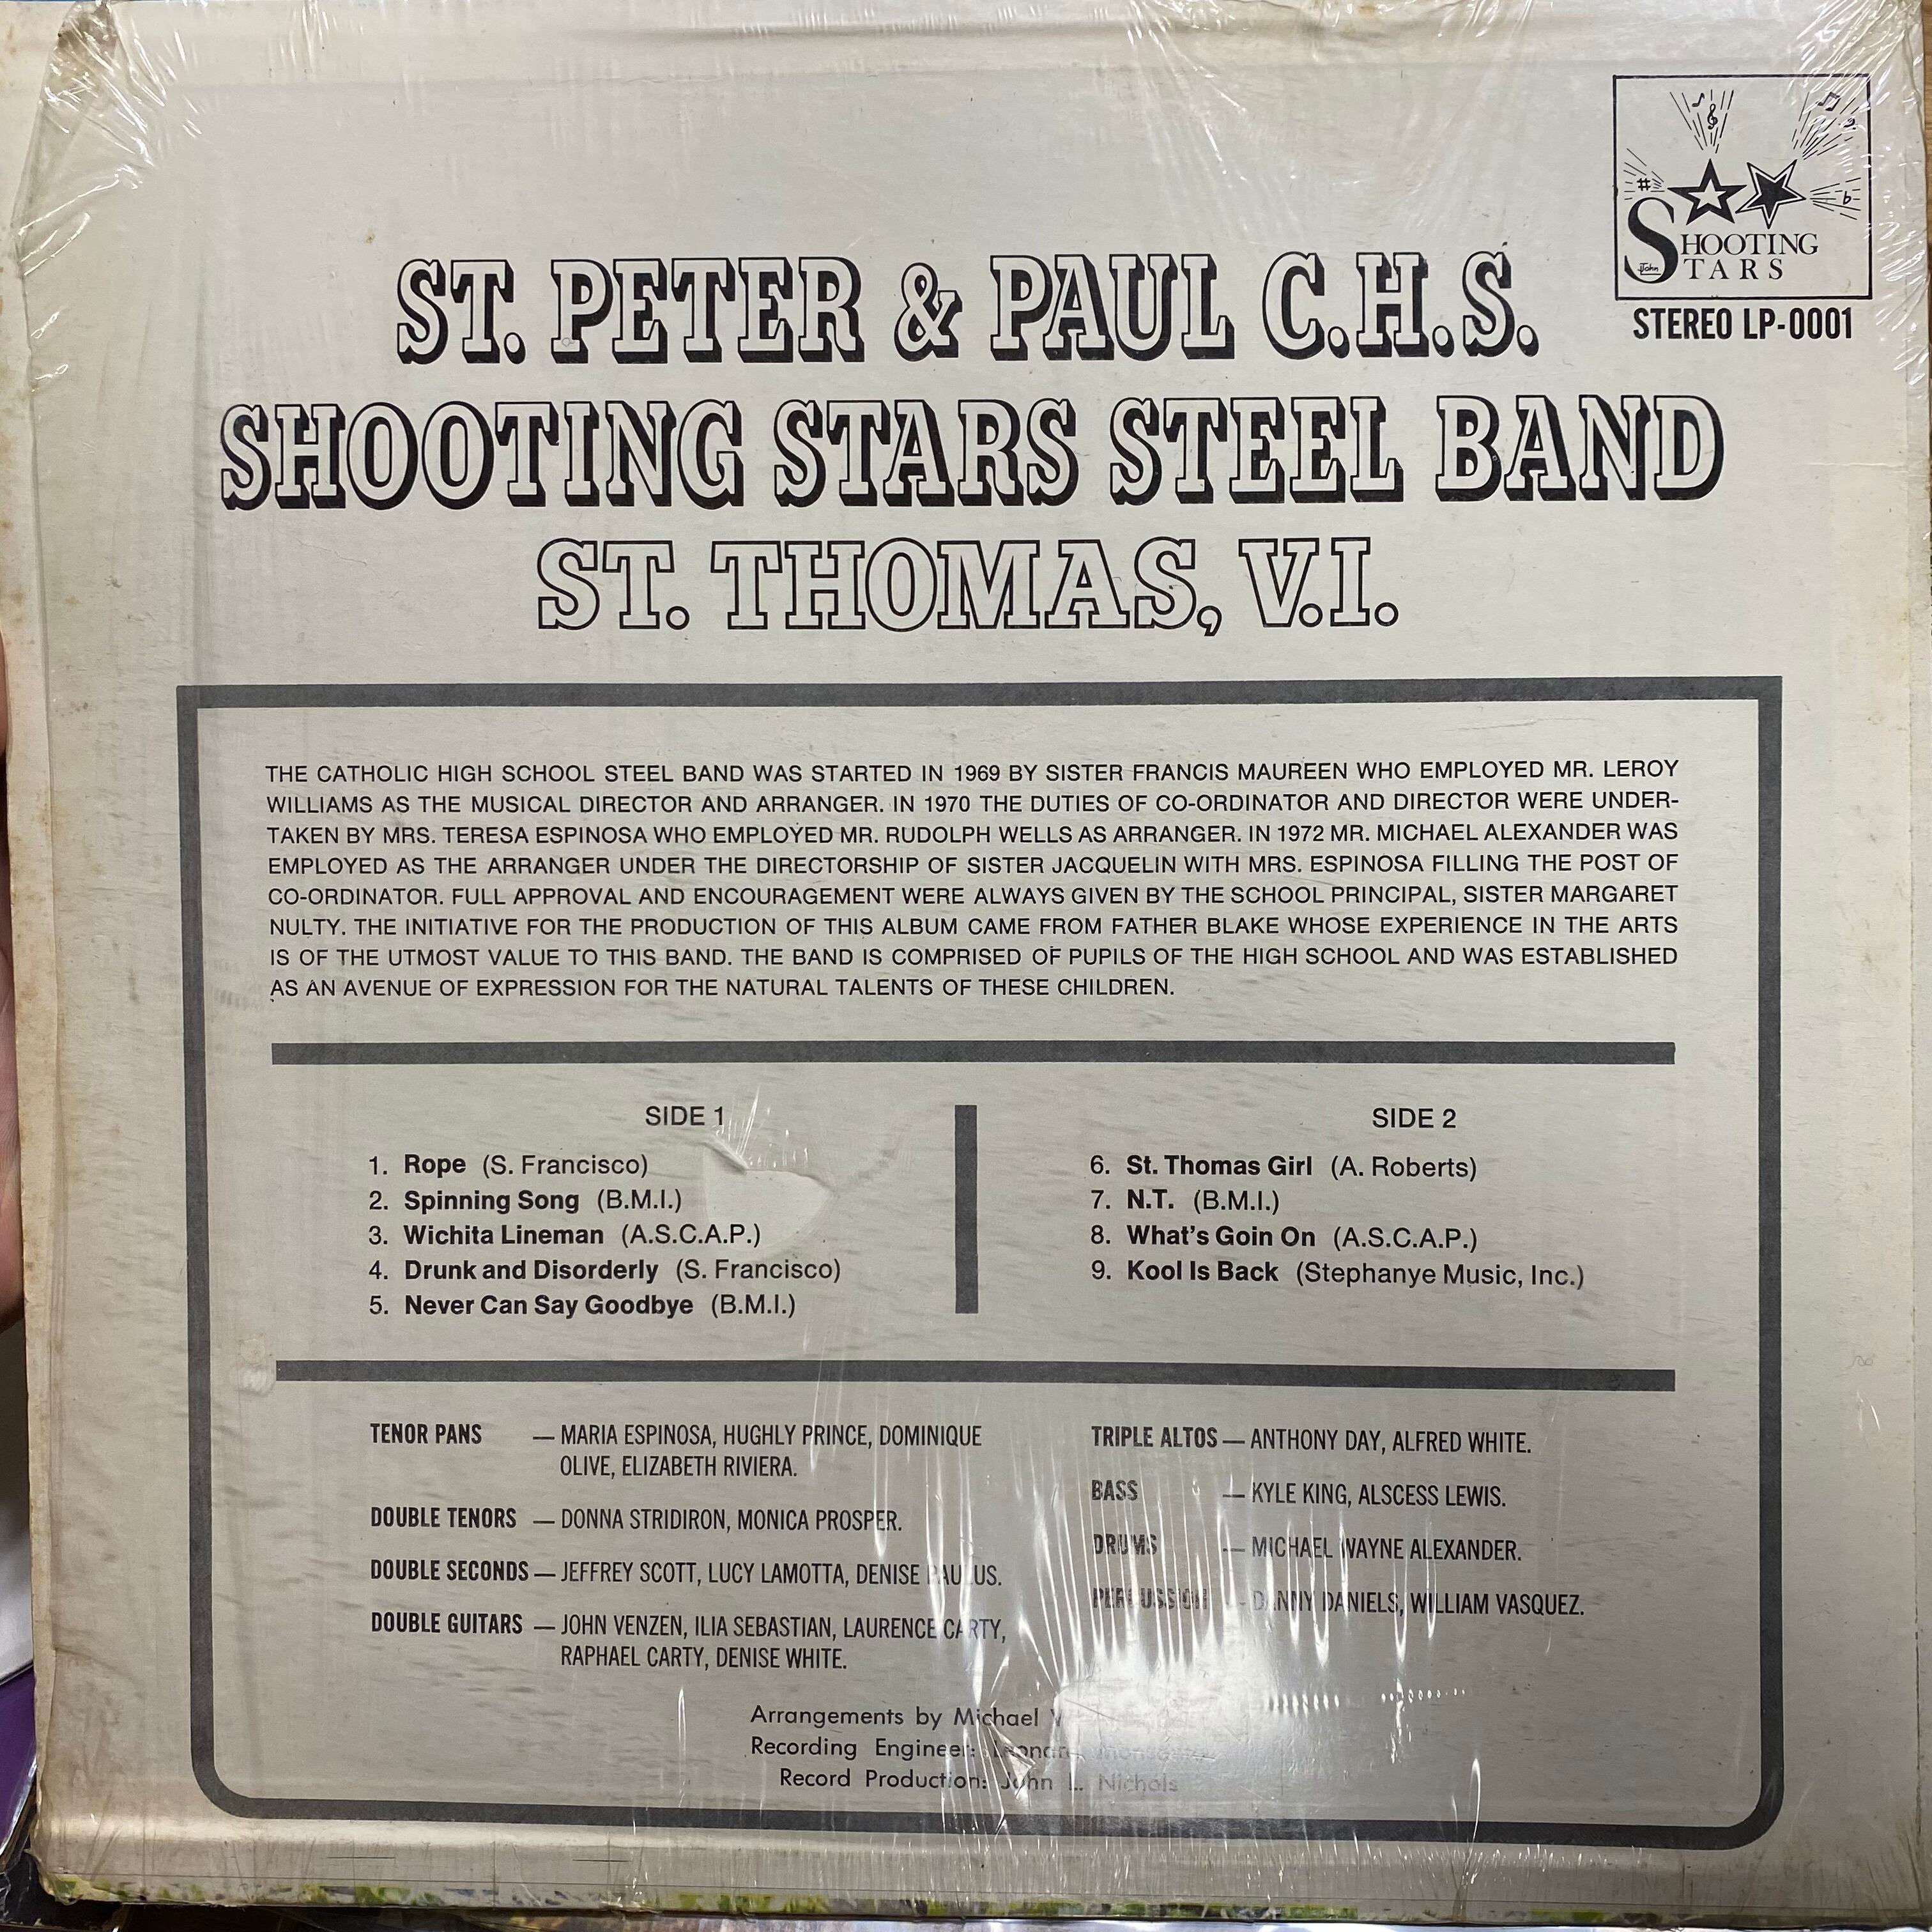 SHOOTING
STARS
John
STEREO LP-0001
ST. PETER & PAUL C.H.S.
SHOOTING STARS STEEL BAND
ST. THOMAS, V.I.
THE CATHOLIC HIGH SCHOOL STEEL BAND WAS STARTED IN 1969 BY SISTER FRANCIS MAUREEN WHO EMPLOYED MR. LEROY
WILLIAMS AS THE MUSICAL DIRECTOR AND ARRANGER. IN 1970 THE DUTIES OF CO-ORDINATOR AND DIRECTOR WERE UNDER-
TAKEN BY MRS. TERESA ESPINOSA WHO EMPLOYED MR. RUDOLPH WELLS AS ARRANGER. IN 1972 MR. MICHAEL ALEXANDER WAS
EMPLOYED AS THE ARRANGER UNDER THE DIRECTORSHIP OF SISTER JACQUELIN WITH MRS. ESPINOSA FILLING THE POST OF
CO-ORDINATOR. FULL APPROVAL AND ENCOURAGEMENT WERE ALWAYS GIVEN BY THE SCHOOL PRINCIPAL, SISTER MARGARET
NULTY. THE INITIATIVE FOR THE PRODUCTION OF THIS ALBUM CAME FROM FATHER BLAKE WHOSE EXPERIENCE IN THE ARTS
IS OF THE UTMOST VALUE TO THIS BAND. THE BAND IS COMPRISED OF PUPILS OF THE HIGH SCHOOL AND WAS ESTABLISHED
AS AN AVENUE OF EXPRESSION FOR THE NATURAL TALENTS OF THESE CHILDREN.
SIDE 1
1. Rope (S. Francisco)
2. Spinning Song (B.M.I.)
3. Wichita Lineman (A.S.C.A.P.)
4. Drunk and Disorderly (S. Francisco)
5. Never Can Say Goodbye (B.M.I.)
SIDE 2
6. St. Thomas Girl (A. Roberts)
7. N.T. (B.M.I.)
8. What's Goin On (A.S.C.A.P.)
9. Kool Is Back (Stephanye Music, Inc.)
TENOR PANS — MARIA ESPINOSA, HUGHLY PRINCE, DOMINIQUE
OLIVE, ELIZABETH RIVIERA.
DOUBLE TENORS — DONNA STRIDIRON, MONICA PROSPER.
DOUBLE SECONDS — JEFFREY SCOTT, LUCY LAMOTTA, DENISE PAULUS.
DOUBLE GUITARS — JOHN VENZEN, ILIA SEBASTIAN, LAURENCE CARTY,
RAPHAEL CARTY, DENISE WHITE.
TRIPLE ALTOS — ANTHONY DAY, ALFRED WHITE.
BASS — KYLE KING, ALSCESS LEWIS.
DRUMS — MICHAEL WAYNE ALEXANDER.
PERCUSSION — DANNY DANIELS, WILLIAM VASQUEZ.
Arrangements by Michael
Recording Engineer:
Record Production: John L. Nichols